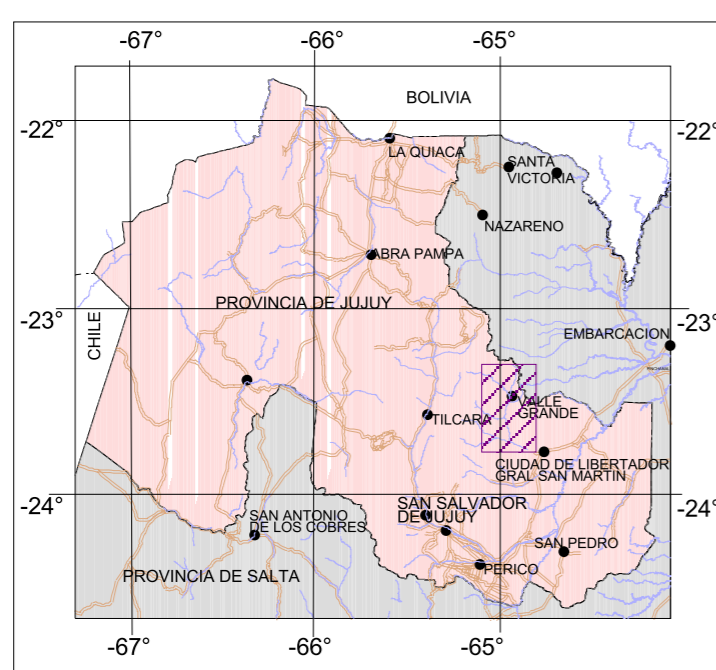 -67° -66° -65°
BOLIVIA
-22° -22°
LA QUIACA
SANTA
VICTORIA
NAZARENO
ABRA PAMPA
PROVINCIA DE JUJUY
-23° -23°
CHILE
EMBARCACION
VALLE
GRANDE
TILCARA
CIUDAD DE LIBERTADOR
GRAL SAN MARTIN
-24° -24°
SAN SALVADOR
DE JUJUY
SAN ANTONIO
DE LOS COBRES
SAN PEDRO
PERICO
PROVINCIA DE SALTA
-67° -66° -65°